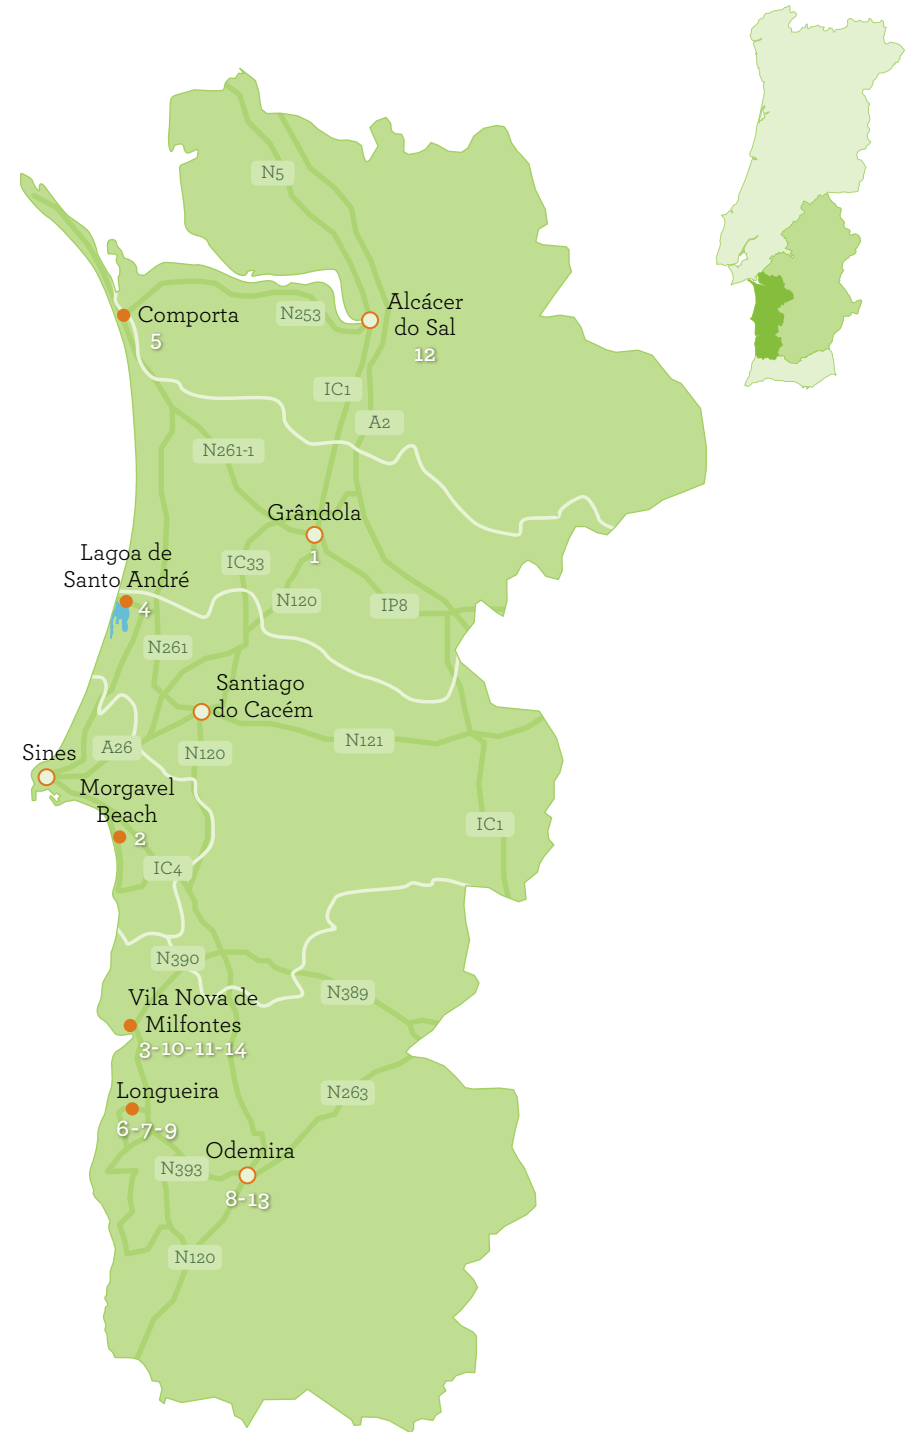 N5
Alcácer
do Sal
12
Comporta
5
N253
IC1
A2
N261-1
Grândola
1
Lagoa de
Santo André
4
IC33
N120
IP8
N261
Santiago
do Cacém
Sines
A26
N120
N121
Morgavel
Beach
2
IC1
IC4
N390
N389
Vila Nova de
Milfontes
3-10-11-14
Longueira
6-7-9
N263
Odemira
8-13
N393
N120